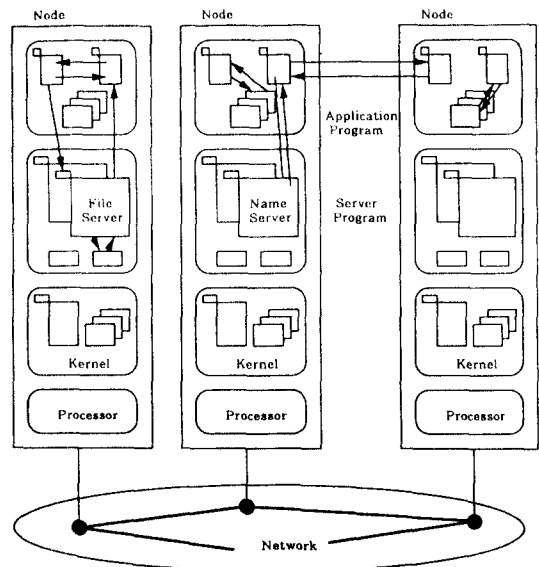 Node
Node
Node
Application
Program
File
Server
Name
Server
Server
Program
Kernel
Kernel
Kernel
Processor
Processor
Processor
Network